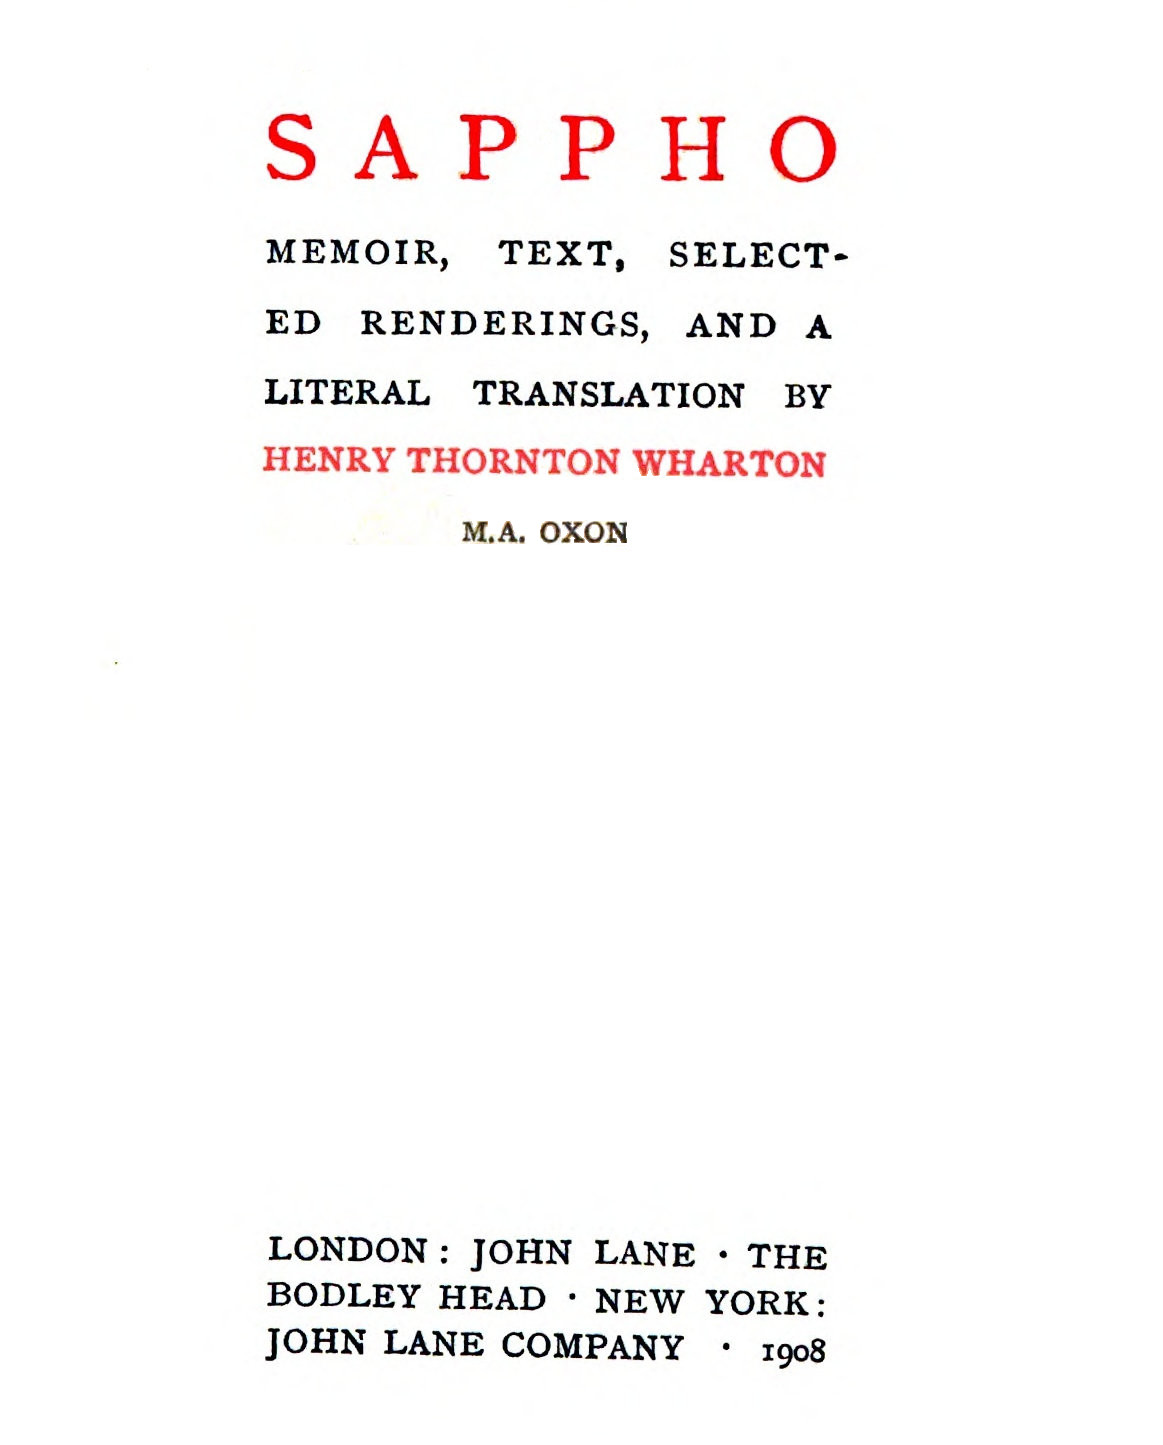 SAPPHO
MEMOIR, TEXT, SELECT-
ED RENDERINGS, AND A
LITERAL TRANSLATION BY
HENRY THORNTON WHARTON
M.A. OXON
LONDON: JOHN LANE · THE
BODLEY HEAD · NEW YORK:
JOHN LANE COMPANY · 1908